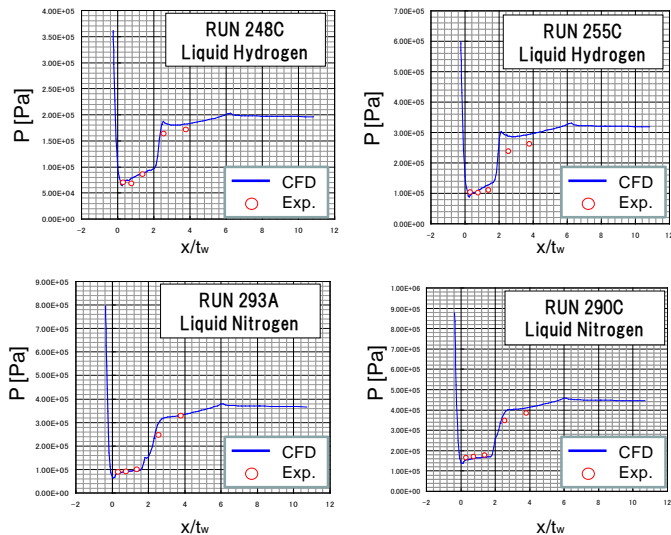 RUN 248C
Liquid Hydrogen
P [Pa]
4.00E+05
3.50E+05
3.00E+05
2.50E+05
2.00E+05
1.50E+05
1.00E+05
5.00E+04
0.00E+00
CFD
Exp.
-2 0 2 4 6 8 10 12
x/tw
RUN 255C
Liquid Hydrogen
P [Pa]
7.00E+05
6.00E+05
5.00E+05
4.00E+05
3.00E+05
2.00E+05
1.00E+05
0.00E+00
CFD
Exp.
-2 0 2 4 6 8 10 12
x/tw
RUN 293A
Liquid Nitrogen
P [Pa]
9.00E+05
8.00E+05
7.00E+05
6.00E+05
5.00E+05
4.00E+05
3.00E+05
2.00E+05
1.00E+05
0.00E+00
CFD
Exp.
-2 0 2 4 6 8 10 12
x/tw
RUN 290C
Liquid Nitrogen
P [Pa]
1.00E+06
9.00E+05
8.00E+05
7.00E+05
6.00E+05
5.00E+05
4.00E+05
3.00E+05
2.00E+05
1.00E+05
0.00E+00
CFD
Exp.
-2 0 2 4 6 8 10 12
x/tw